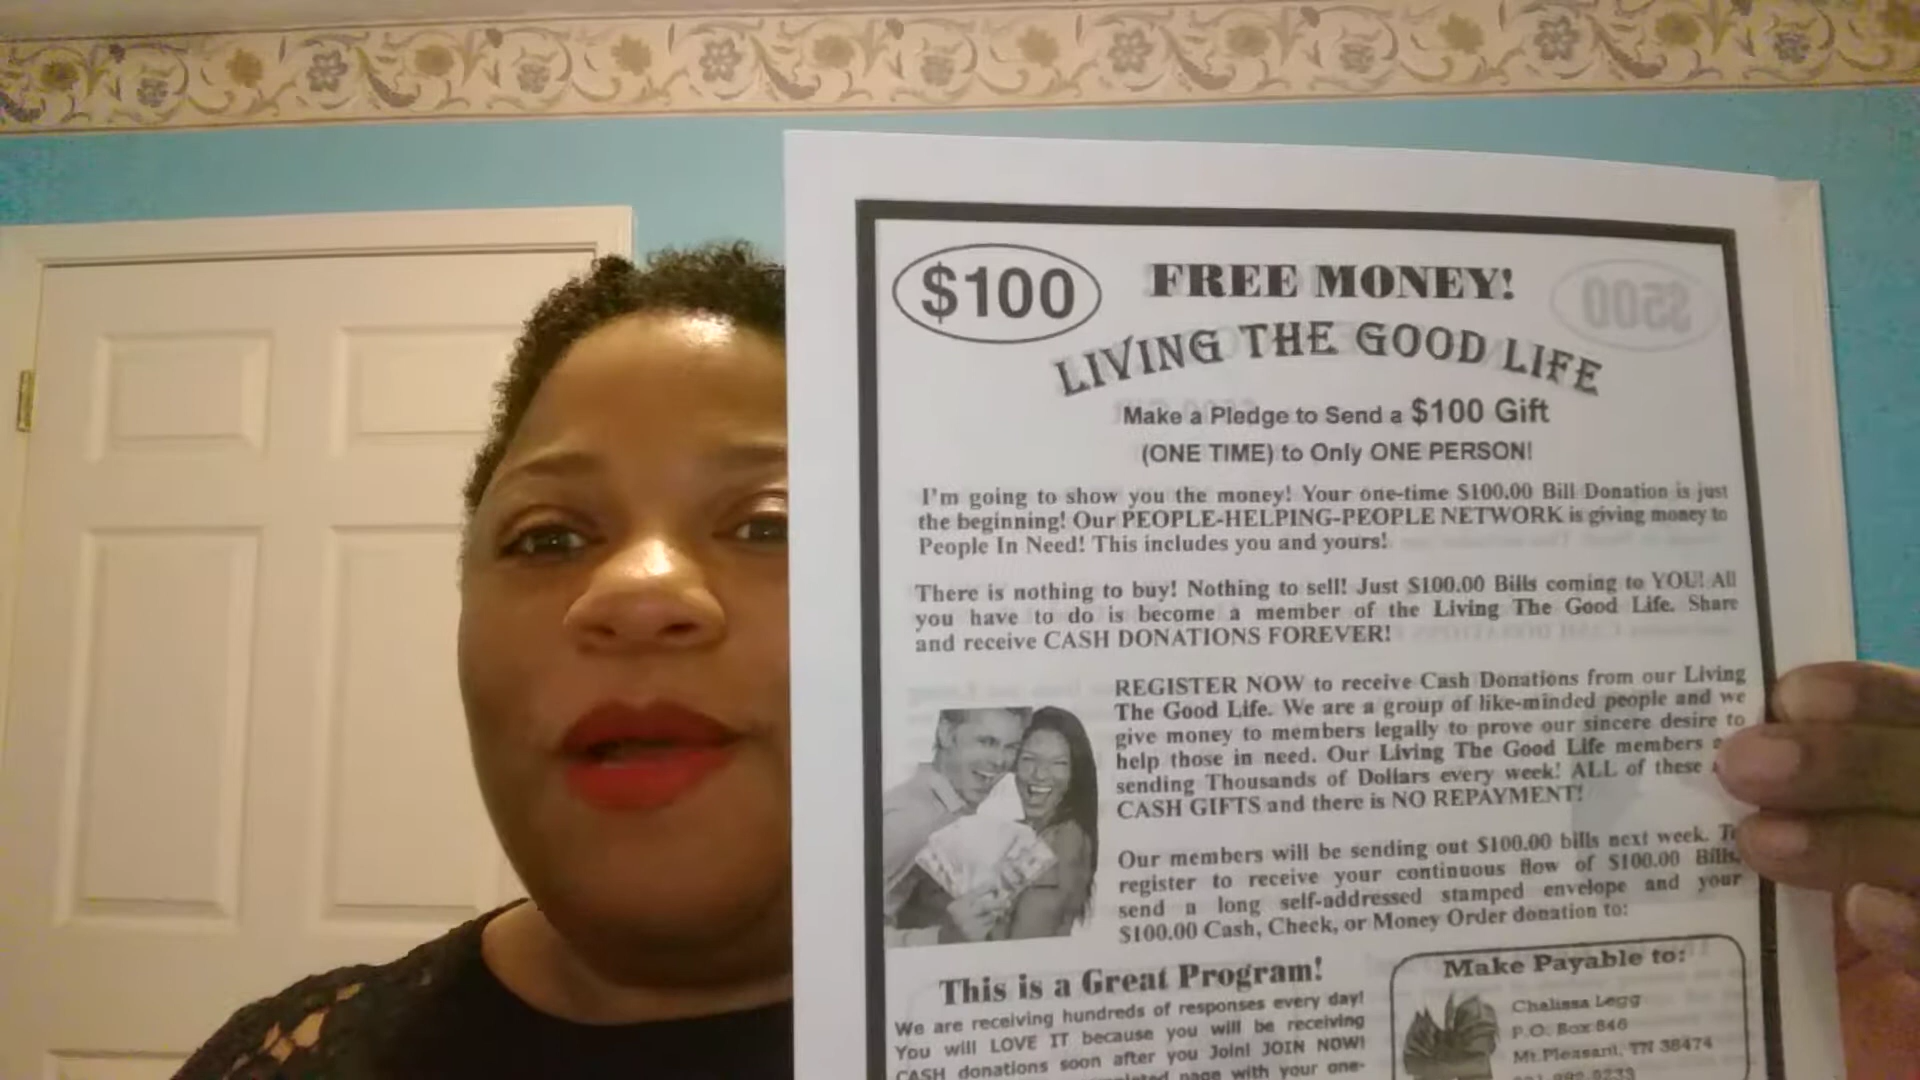 $100
FREE MONEY!
$500
LIVING THE GOOD LIFE
Make a Pledge to Send a $100 Gift
(ONE TIME) to Only ONE PERSON!
I'm going to show you the money! Your one-time $100.00 Bill Donation is just
the beginning! Our PEOPLE-HELPING-PEOPLE NETWORK is giving money to
People In Need! This includes you and yours!
There is nothing to buy! Nothing to sell! Just $100.00 Bills coming to YOU! All
you have to do is become a member of the Living The Good Life. Share
and receive CASH DONATIONS FOREVER!
REGISTER NOW to receive Cash Donations from our Living
The Good Life. We are a group of like-minded people and we
give money to members legally to prove our sincere desire to
help those in need. Our Living The Good Life members
sending Thousands of Dollars every week! ALL of these
CASH GIFTS and there is NO REPAYMENT!
Our members will be sending out $100.00 bills next week.
register to receive your continuous flow of $100.00 Bills,
send a long self-addressed stamped envelope and your
$100.00 Cash, Check, or Money Order donation to:
This is a Great Program!
We are receiving hundreds of responses every day!
You will LOVE IT because you will be receiving
CASH donations soon after you Join! JOIN NOW!
page with your one-
Make Payable to:
Chalissa Legg
P.O. Box 846
Mt. Pleasant, TN 38474